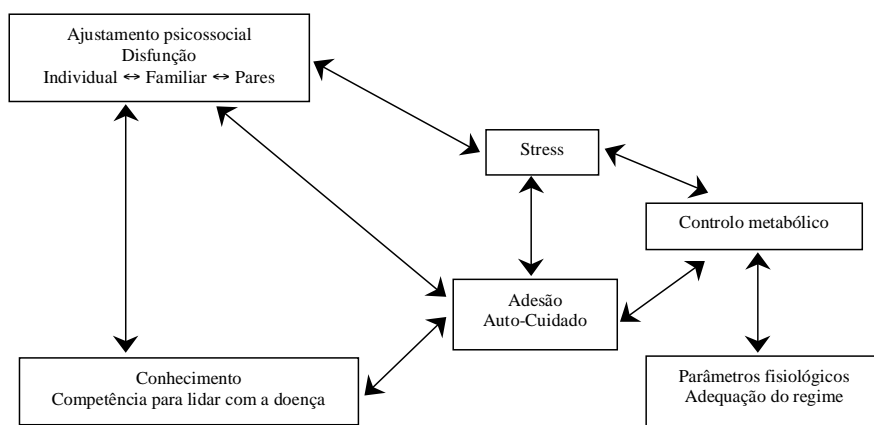 Ajustamento psicossocial
Disfunção
Individual ↔ Familiar ↔ Pares
Stress
Controlo metabólico
Adesão
Auto-Cuidado
Conhecimento
Competência para lidar com a doença
Parâmetros fisiológicos
Adequação do regime